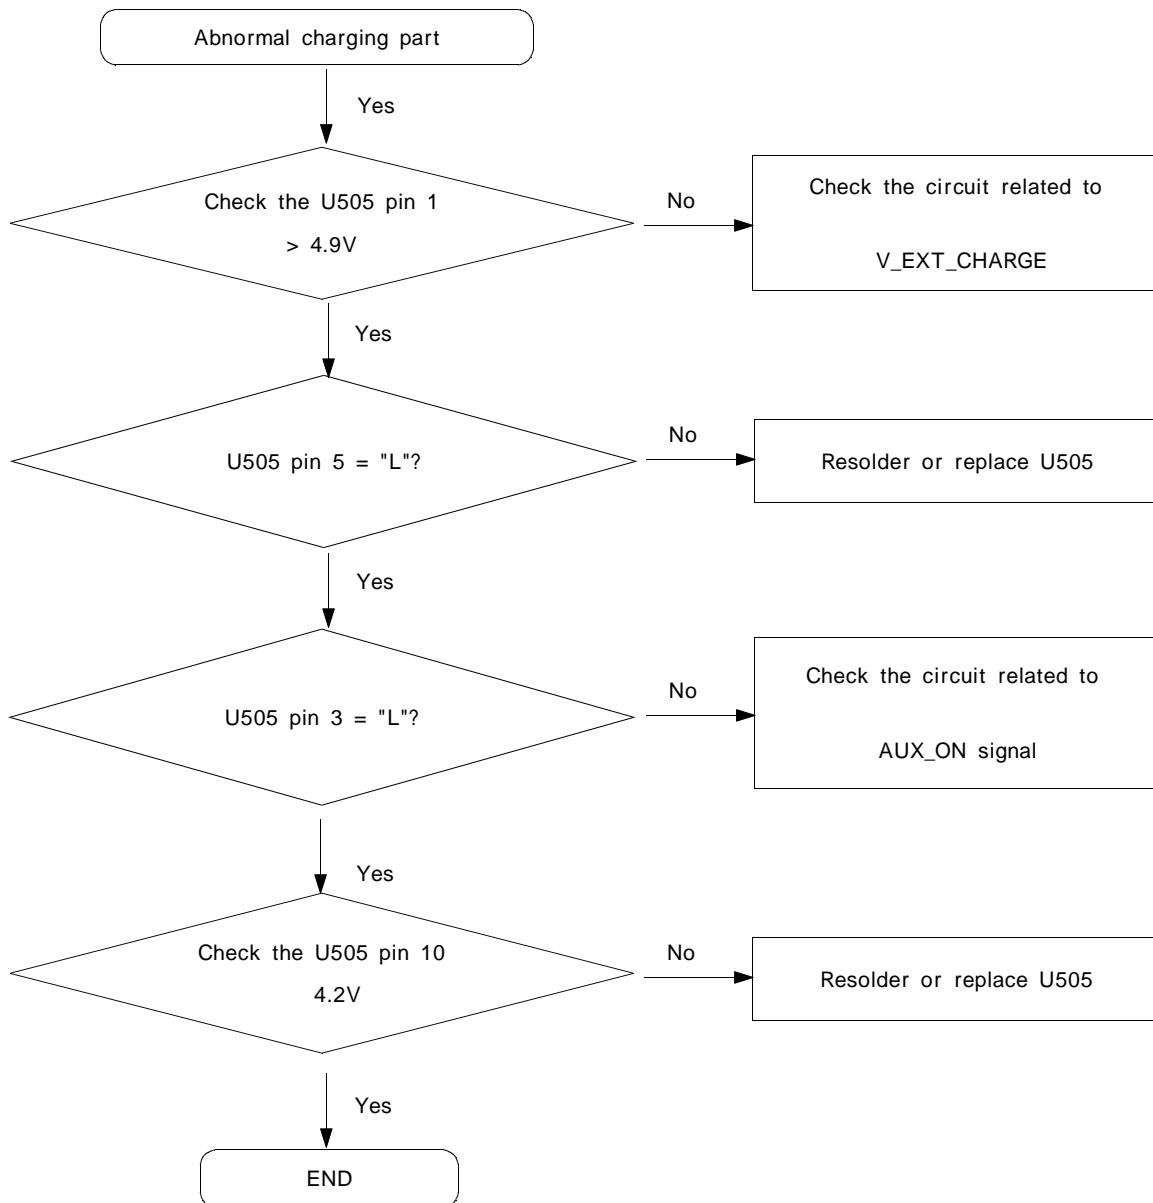 Abnormal charging part
Yes
Check the U505 pin 1
> 4.9V
No
Check the circuit related to
V_EXT_CHARGE
Yes
U505 pin 5 = "L"?
No
Resolder or replace U505
Yes
U505 pin 3 = "L"?
No
Check the circuit related to
AUX_ON signal
Yes
Check the U505 pin 10
4.2V
No
Resolder or replace U505
Yes
END